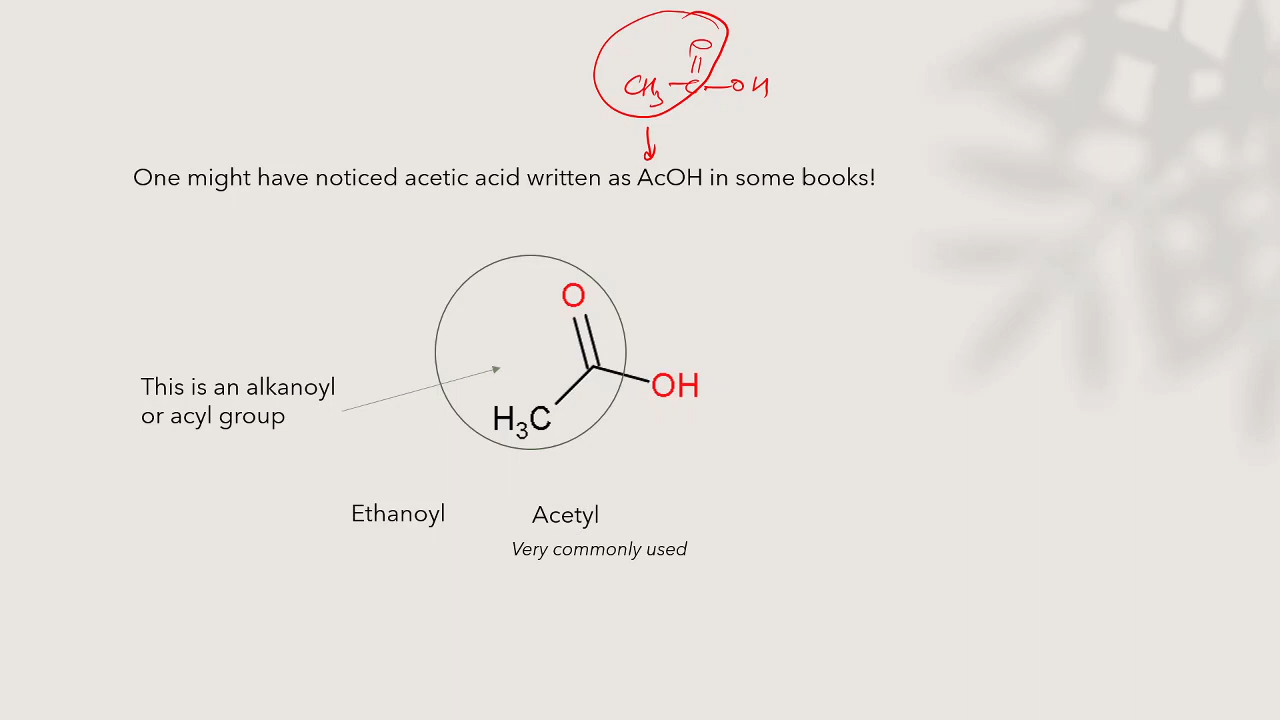 O
CH3-C-OH
One might have noticed acetic acid written as AcOH in some books!
O
OH
H3C
This is an alkanoyl
or acyl group
Ethanoyl Acetyl
Very commonly used